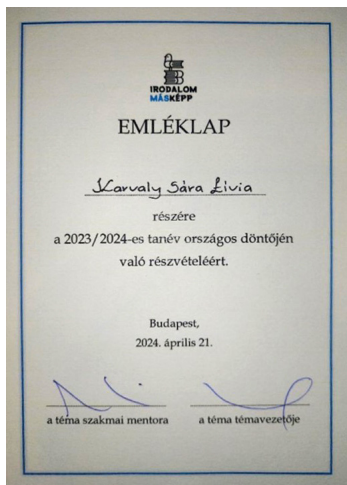 IRODALOM
MÁSKÉPP
EMLÉKLAP
Karvaly Sára Lívia
részére
a 2023/2024-es tanév országos döntőjén
való részvételéért.
Budapest,
2024. április 21.
a téma szakmai mentora a téma témavezetője